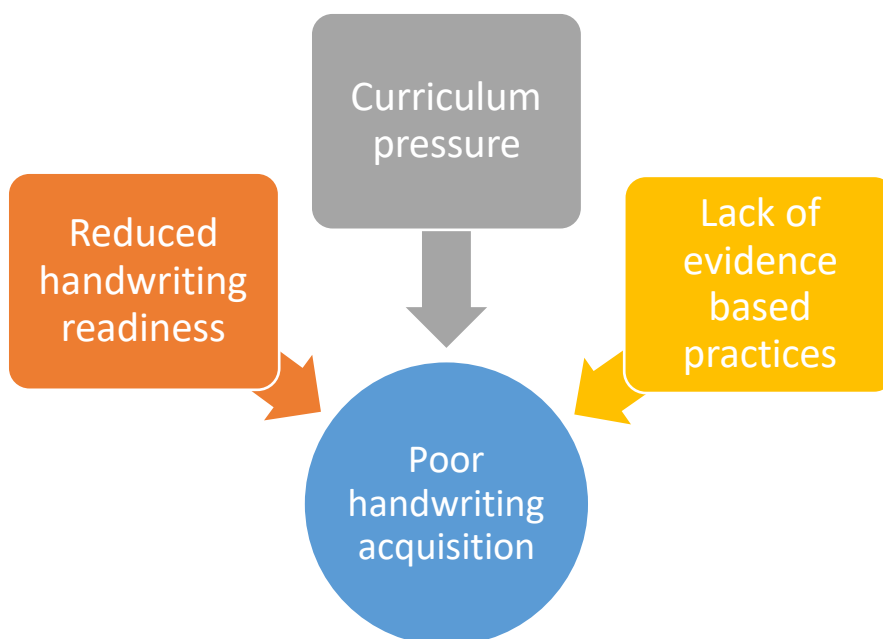 Curriculum
pressure
Reduced
handwriting
readiness
Lack of
evidence
based
practices
Poor
handwriting
acquisition